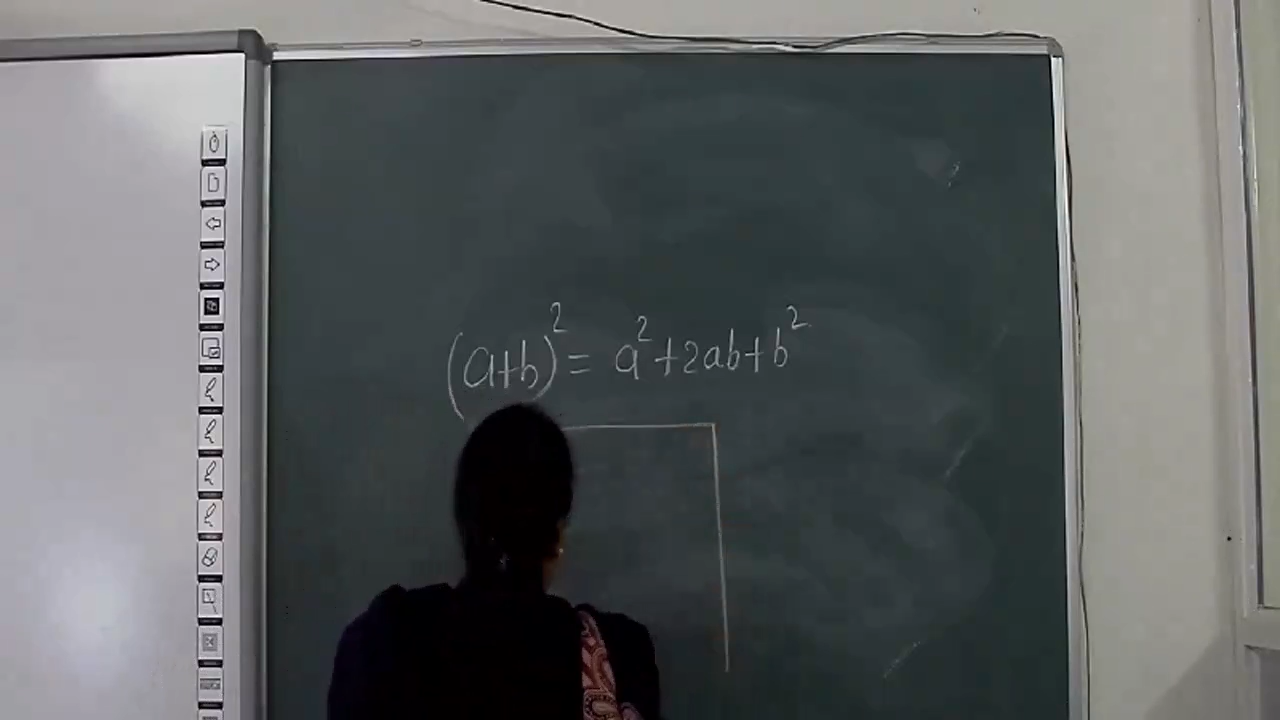 (a+b)² = a²+2ab+b²